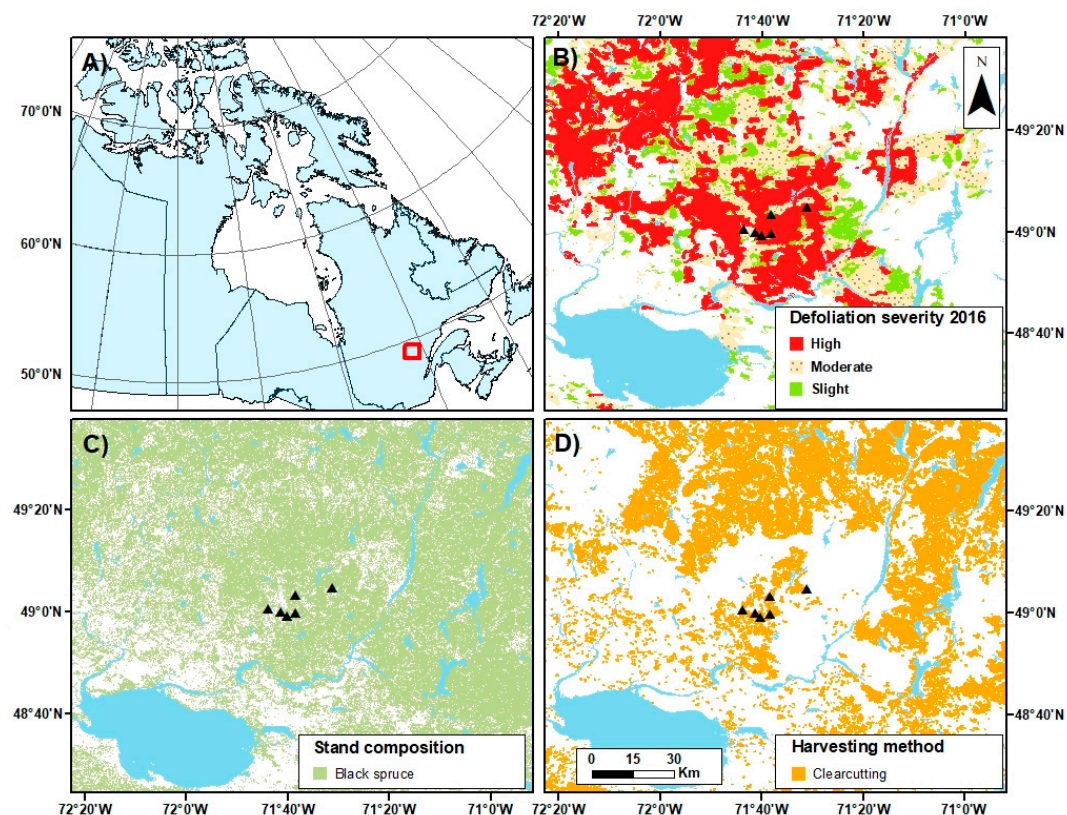 72°20'W 72°0'W 71°40'W 71°20'W 71°0'W
A)
70°0'N
60°0'N
50°0'N
B)
N
49°20'N
49°0'N
48°40'N
Defoliation severity 2016
High
Moderate
Slight
C)
49°20'N
49°0'N
48°40'N
Stand composition
Black spruce
D)
49°20'N
49°0'N
48°40'N
0 15 30
Km
Harvesting method
Clearcutting
72°20'W 72°0'W 71°40'W 71°20'W 71°0'W
72°20'W 72°0'W 71°40'W 71°20'W 71°0'W